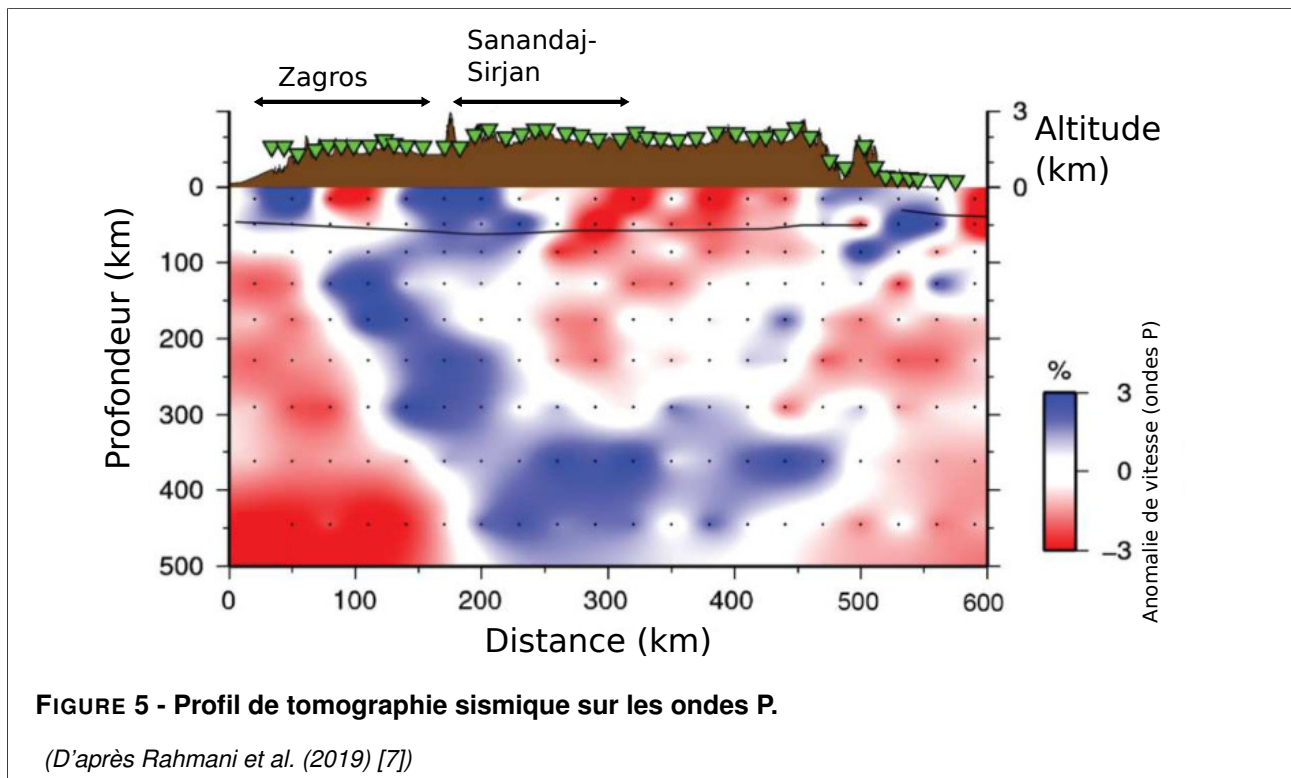 Zagros
Sanandaj-
Sirjan
3
0
Altitude
(km)
0
100
200
300
400
500
Profondeur (km)
0
100
200
300
400
500
600
Distance (km)
%
3
0
–3
Anomalie de vitesse (ondes P)
FIGURE 5 - Profil de tomographie sismique sur les ondes P.
(D'après Rahmani et al. (2019) [7])